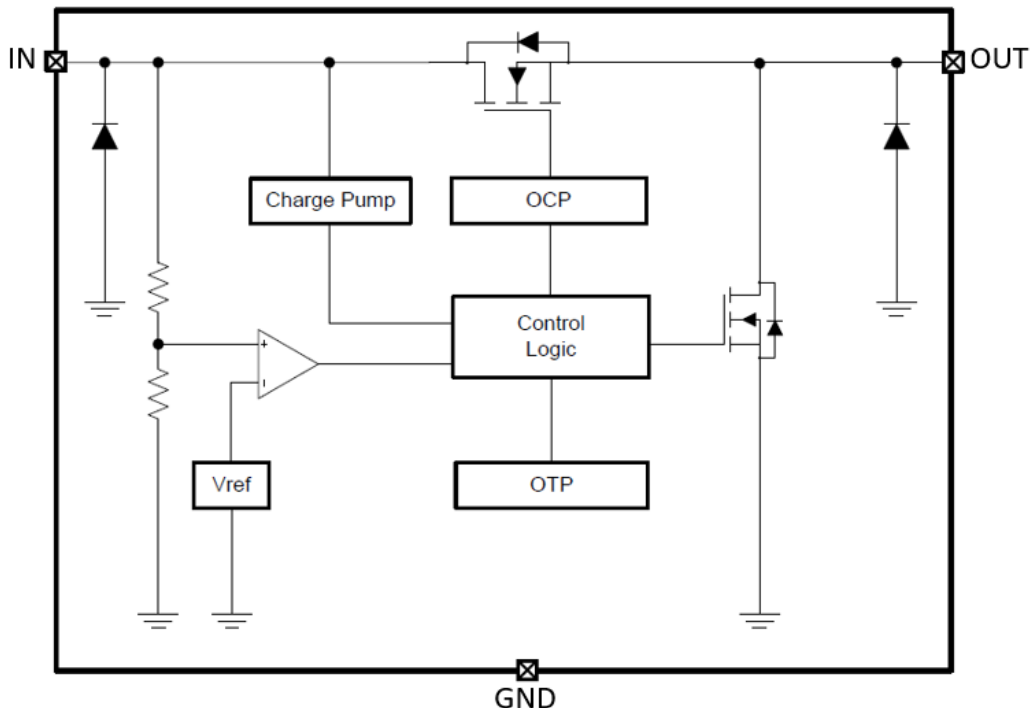 IN
OUT
Charge Pump
OCP
Control
Logic
+
-
Vref
OTP
GND